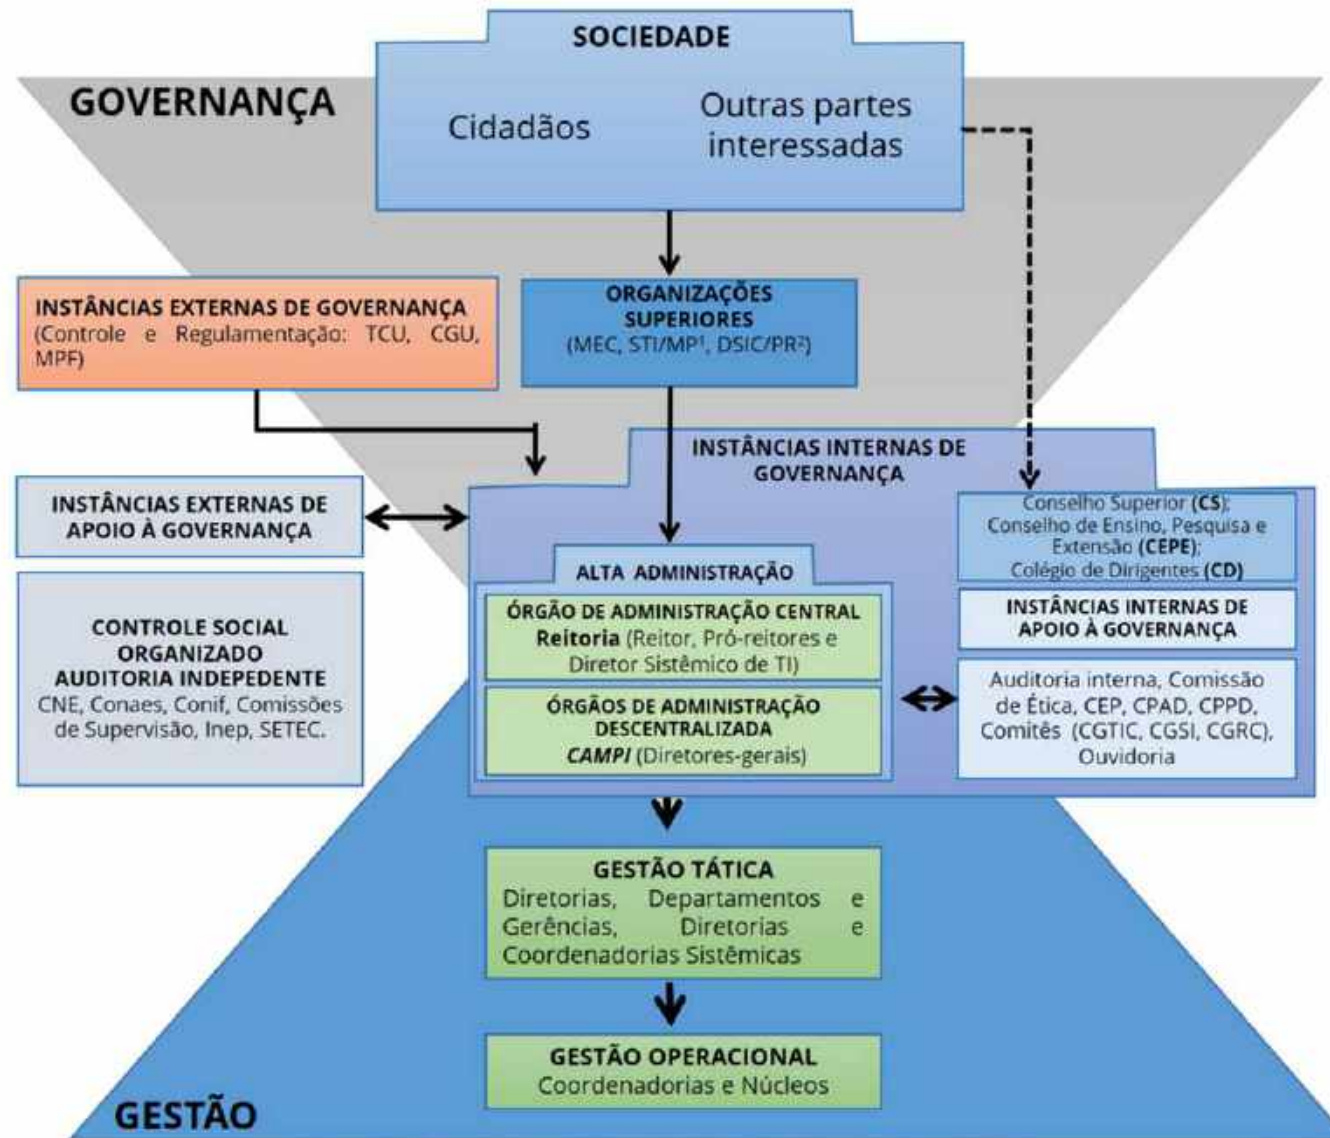 SOCIEDADE
GOVERNANÇA
Cidadãos
Outras partes
interessadas
INSTÂNCIAS EXTERNAS DE GOVERNANÇA
(Controle e Regulamentação: TCU, CGU,
MPF)
ORGANIZAÇÕES
SUPERIORES
(MEC, STI/MP¹, DSIC/PR²)
INSTÂNCIAS INTERNAS DE
GOVERNANÇA
INSTÂNCIAS EXTERNAS DE
APOIO À GOVERNANÇA
CONTROLE SOCIAL
ORGANIZADO
AUDITORIA INDEPEDENTE
CNE, Conaes, Conif, Comissões
de Supervisão, Inep, SETEC.
ALTA ADMINISTRAÇÃO
ÓRGÃO DE ADMINISTRAÇÃO CENTRAL
Reitoria (Reitor, Pró-reitores e
Diretor Sistêmico de TI)
ÓRGÃOS DE ADMINISTRAÇÃO
DESCENTRALIZADA
CAMPI (Diretores-gerais)
Conselho Superior (CS);
Conselho de Ensino, Pesquisa e
Extensão (CEPE);
Colégio de Dirigentes (CD)
INSTÂNCIAS INTERNAS DE
APOIO À GOVERNANÇA
Auditoria interna, Comissão
de Ética, CEP, CPAD, CPPD,
Comitês (CGTIC, CGSI, CGRC),
Ouvidoria
GESTÃO TÁTICA
Diretorias, Departamentos e
Gerências, Diretorias e
Coordenadorias Sistêmicas
GESTÃO OPERACIONAL
Coordenadorias e Núcleos
GESTÃO